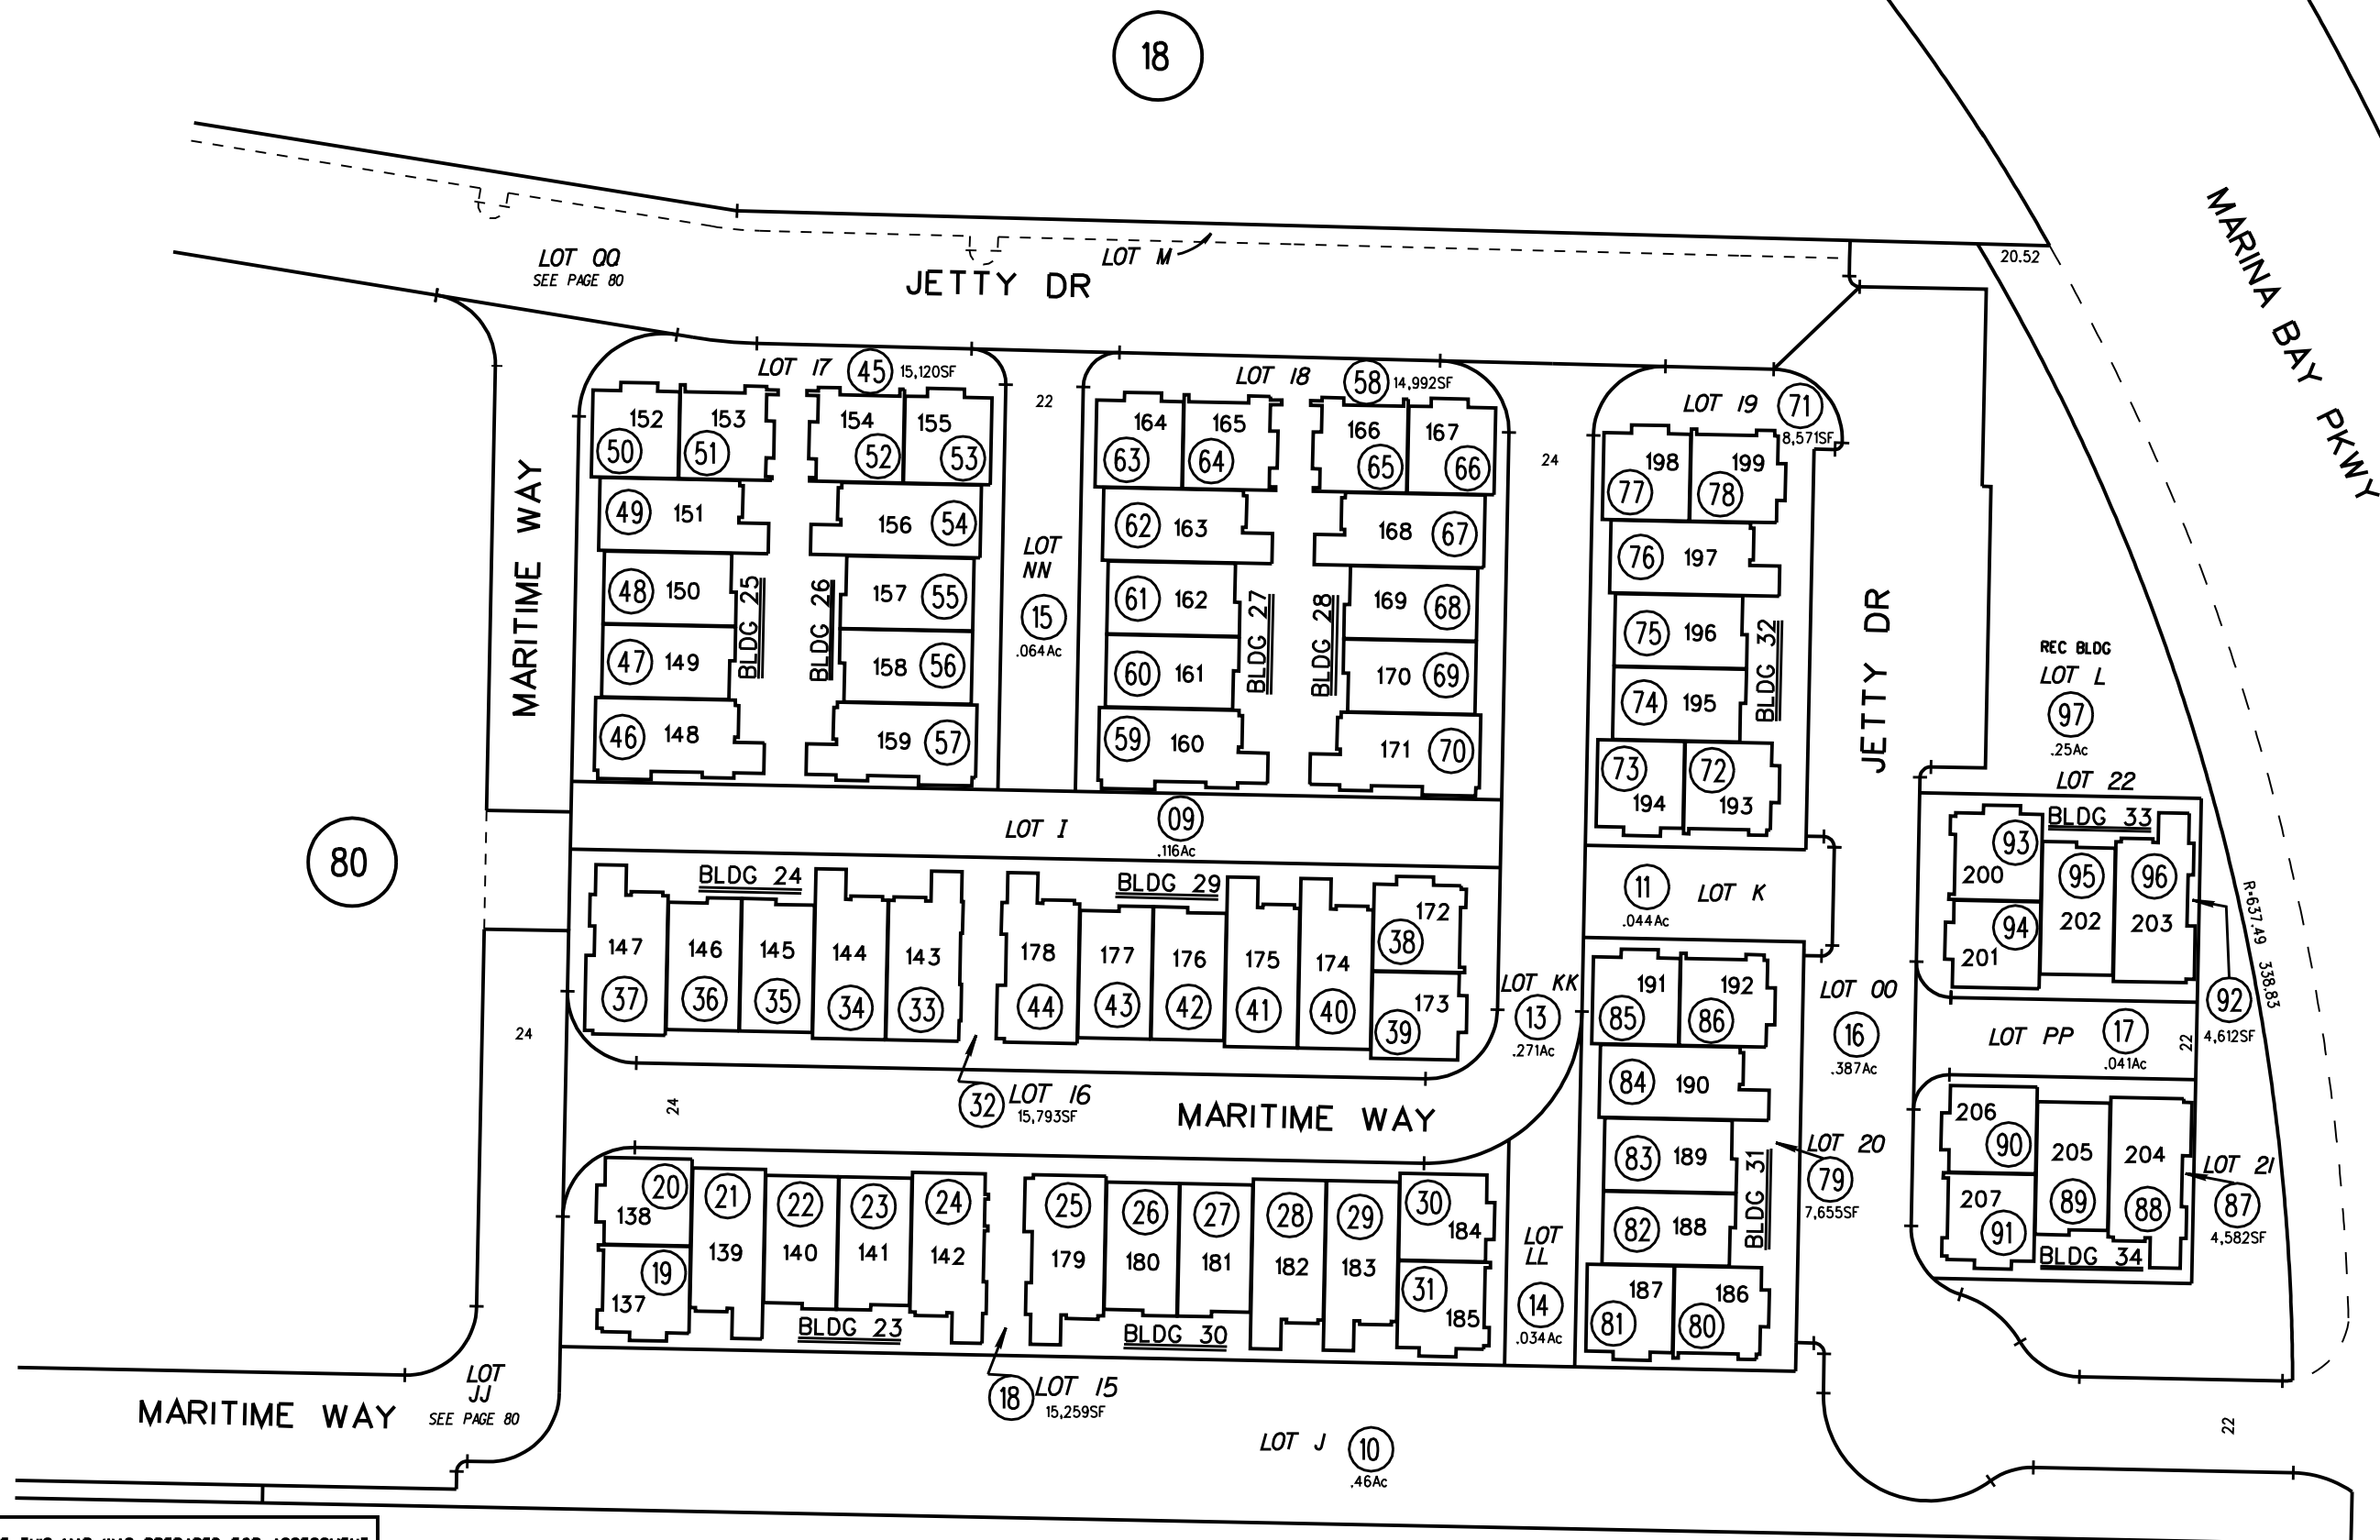 18
MARINA BAY PKWY
20.52
LOT QQ
SEE PAGE 80
LOT M
JETTY DR
LOT 17 45 15,120SF
LOT 18 58 14,992SF
LOT 19 71
8,571SF
22
24
152 153 154 155
50 51 52 53
164 165 166 167
63 64 65 66
198 199
77 78
49 151
156 54
62 163
168 67
76 197
48 150
157 55
61 162
169 68
75 196
47 149
158 56
60 161
170 69
74 195
46 148
159 57
59 160
171 70
73 72
194 193
BLDG 25
BLDG 26
BLDG 27
BLDG 28
BLDG 32
MARITIME WAY
LOT
NN
15
.064Ac
JETTY DR
REC BLDG
LOT L
97
.25Ac
LOT 22
BLDG 33
93
200
94
201
95
202
96
203
R=637.49 338.83
92
4,612SF
80
LOT I
09
.116Ac
11 LOT K
.044Ac
BLDG 24
BLDG 29
147 146 145 144 143
37 36 35 34 33
178 177 176 175 174
44 43 42 41 40
172
38
173
39
LOT KK
13
.271Ac
191 192
85 86
LOT OO
16
.387Ac
LOT PP 17
.041Ac
22
24
24
32 LOT 16
15,793SF
MARITIME WAY
84 190
83 189
82 188
BLDG 31
187 186
81 80
LOT 20
79
7,655SF
206
90
207
91
205
89
204
88
BLDG 34
LOT 21
87
4,582SF
20
138
19
137
21 22 23 24
139 140 141 142
BLDG 23
25 26 27 28 29
179 180 181 182 183
BLDG 30
30
184
31
185
LOT
LL
14
.034Ac
LOT
JJ
SEE PAGE 80
MARITIME WAY
18 LOT 15
15,259SF
LOT J 10
.46Ac
22